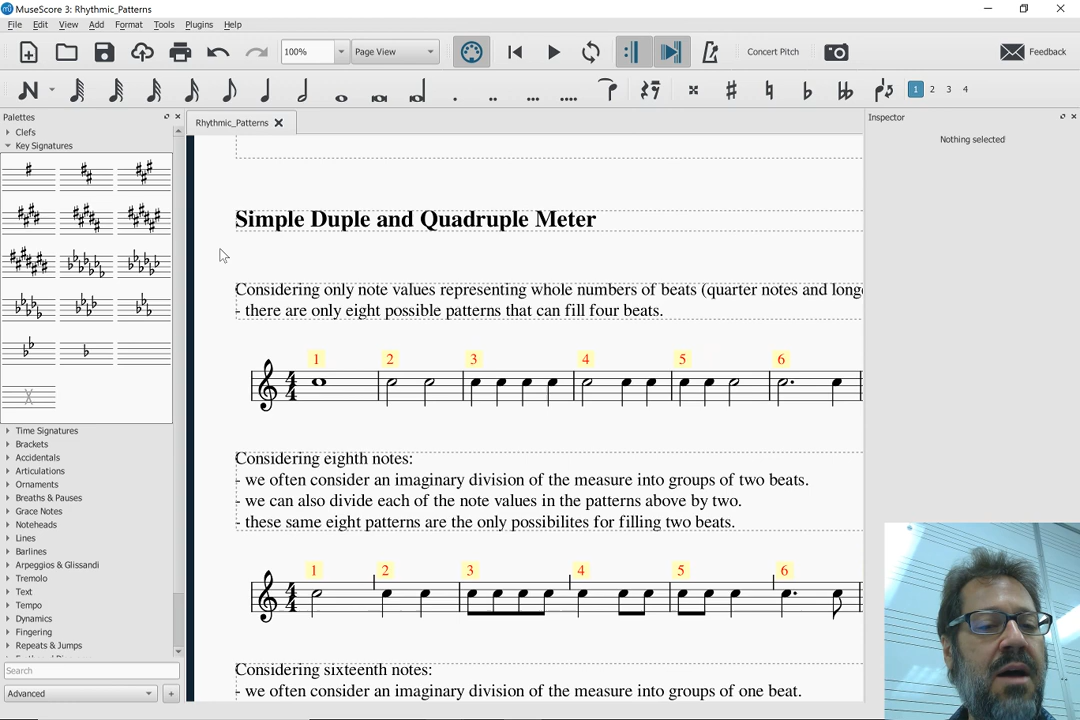 MuseScore 3: Rhythmic_Patterns
File Edit View Add Format Tools Plugins Help
100% Page View Concert Pitch Feedback
1 2 3 4
Palettes
Rhythmic_Patterns
Inspector
Clefs
Key Signatures
Nothing selected
Simple Duple and Quadruple Meter
Considering only note values representing whole numbers of beats (quarter notes and longe
- there are only eight possible patterns that can fill four beats.
1 2 3 4 5 6
4
4
Time Signatures
Brackets
Accidentals
Articulations
Ornaments
Breaths & Pauses
Grace Notes
Noteheads
Lines
Barlines
Arpeggios & Glissandi
Tremolo
Text
Tempo
Dynamics
Fingering
Repeats & Jumps
Considering eighth notes:
- we often consider an imaginary division of the measure into groups of two beats.
- we can also divide each of the note values in the patterns above by two.
- these same eight patterns are the only possibilites for filling two beats.
1 2 3 4 5 6
4
4
Considering sixteenth notes:
- we often consider an imaginary division of the measure into groups of one beat.
Search
Advanced +